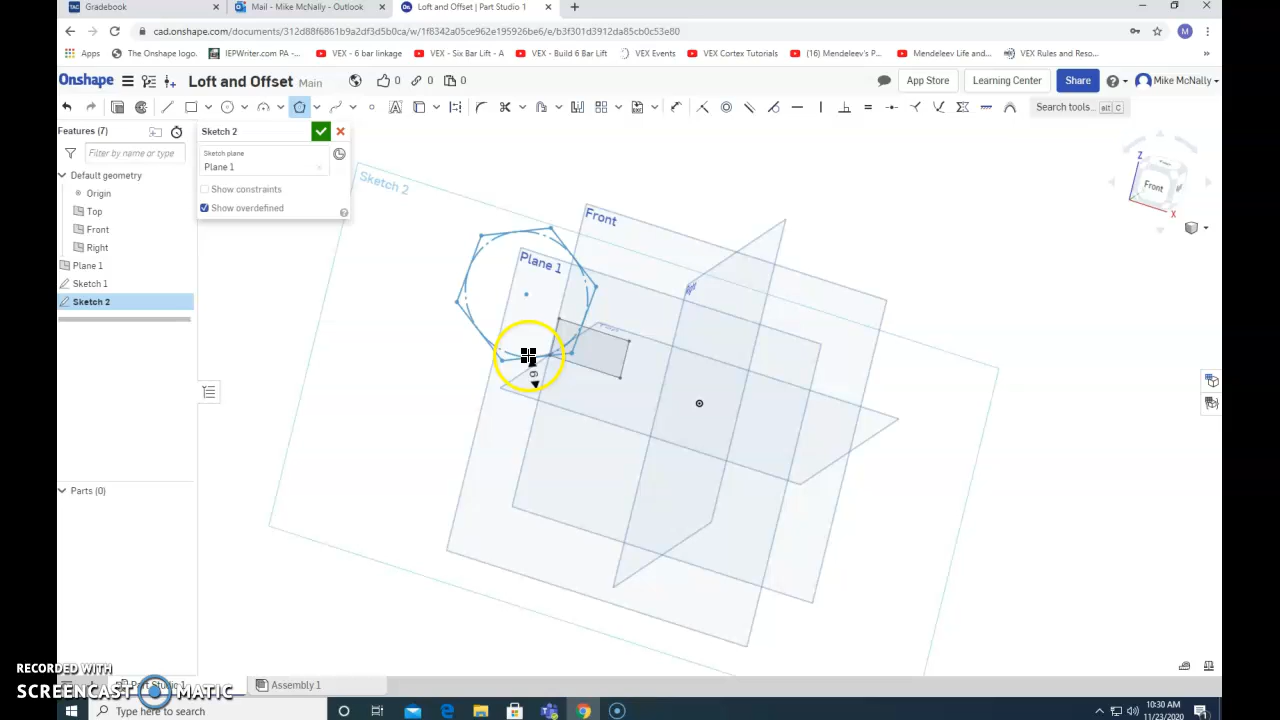 Gradebook
Mail - Mike McNally - Outlook
Loft and Offset | Part Studio 1
cad.onshape.com/documents/312d88f6861b9a2df3d5b0ca/w/1f8342a05ce962e195926be6/e/b3f301d3912da85cb0c53e80
Apps
The Onshape logo.
IEPWriter.com PA -...
VEX - 6 bar linkage
VEX - Six Bar Lift - A
VEX - Build 6 Bar Lift
VEX Events
VEX Cortex Tutorials
(16) Mendeleev's P...
Mendeleev Life and...
VEX Rules and Reso...
Onshape
Loft and Offset Main
0
0
0
App Store
Learning Center
Share
Mike McNally
Search tools... alt C
Features (7)
Filter by name or type
Default geometry
Origin
Top
Front
Right
Plane 1
Sketch 1
Sketch 2
Parts (0)
Sketch 2
Sketch plane
Plane 1
Show constraints
Show overdefined
Sketch 2
Front
Plane 1
6
Z
Front
X
RECORDED WITH
SCREENCAST MATIC
Part Studio 1
Assembly 1
Type here to search
10:30 AM
11/23/2020